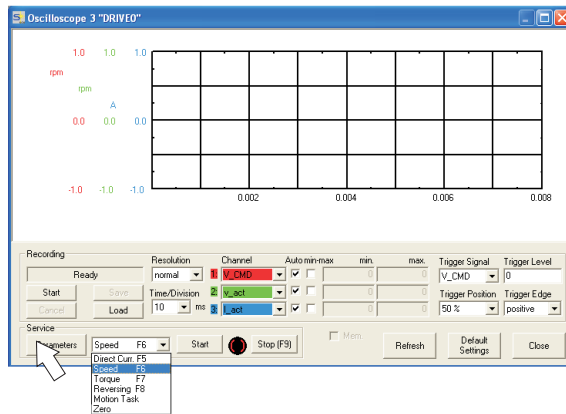 Oscilloscope 3 "DRIVE0"
1.0 1.0 1.0
rpm
rpm
A
0.0 0.0 0.0
-1.0 -1.0 -1.0
0.002 0.004 0.006 0.008
Recording
Resolution Channel Auto min-max min. max. Trigger Signal Trigger Level
Ready normal 1: V_CMD 0 0 V_CMD 0
Start Save Time/Division 2: v_act 0 0 Trigger Position Trigger Edge
Cancel Load 10 ms 3: I_act 0 0 50 % positive
Service
Parameters Speed F6 Start Stop (F9) Mem. Refresh Default Settings Close
Direct Curr. F5
Speed F6
Torque F7
Reversing F8
Motion Task
Zero